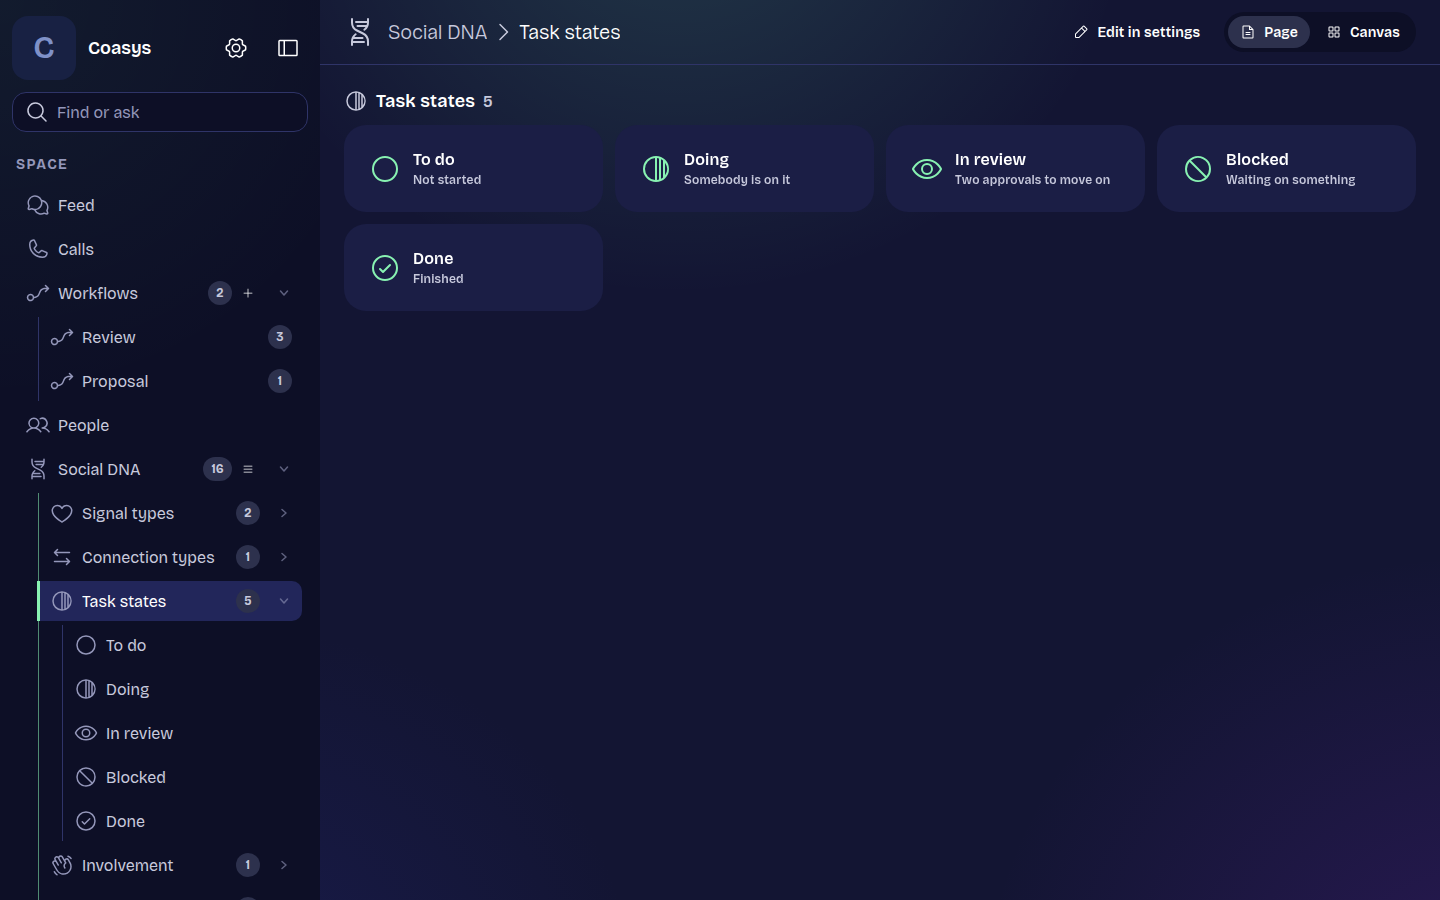 C
Coasys
Find or ask
SPACE
Feed
Calls
Workflows 2
Review 3
Proposal 1
People
Social DNA 16
Signal types 2
Connection types 1
Task states 5
To do
Doing
In review
Blocked
Done
Involvement 1
Social DNA > Task states
Edit in settings
Page
Canvas
Task states 5
To do
Not started
Doing
Somebody is on it
In review
Two approvals to move on
Blocked
Waiting on something
Done
Finished